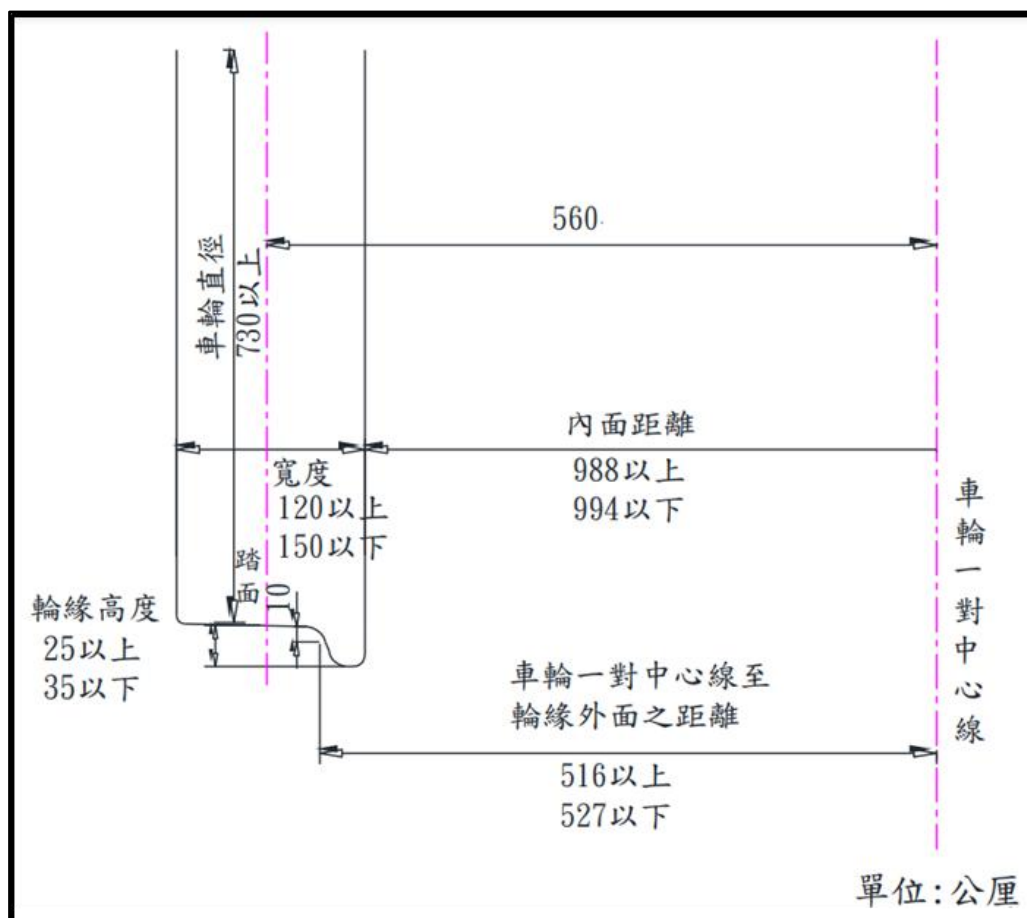 560
車輪直徑
730以上
內面距離
988以上
994以下
寬度
120以上
150以下
踏面
10
輪緣高度
25以上
35以下
車輪一對中心線至
輪緣外面之距離
516以上
527以下
車輪一對中心線
單位:公厘